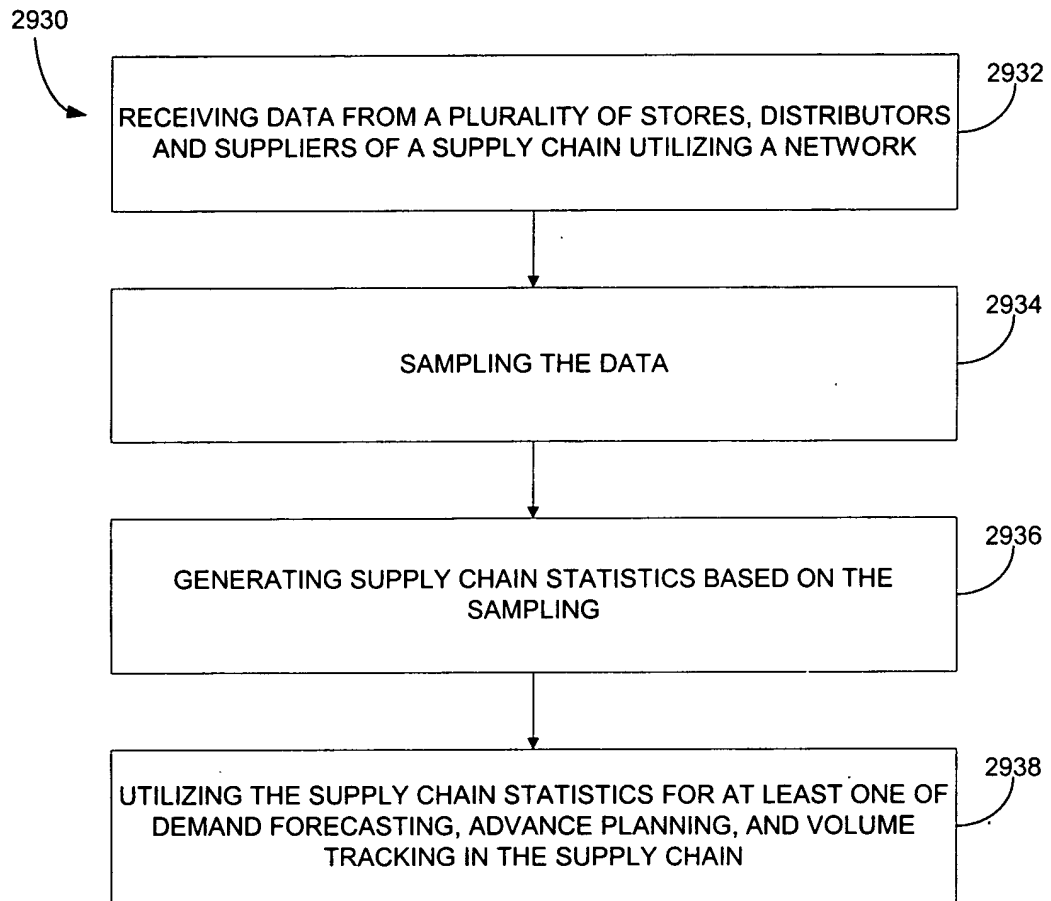 2930
2932
RECEIVING DATA FROM A PLURALITY OF STORES, DISTRIBUTORS
AND SUPPLIERS OF A SUPPLY CHAIN UTILIZING A NETWORK
2934
SAMPLING THE DATA
2936
GENERATING SUPPLY CHAIN STATISTICS BASED ON THE
SAMPLING
2938
UTILIZING THE SUPPLY CHAIN STATISTICS FOR AT LEAST ONE OF
DEMAND FORECASTING, ADVANCE PLANNING, AND VOLUME
TRACKING IN THE SUPPLY CHAIN